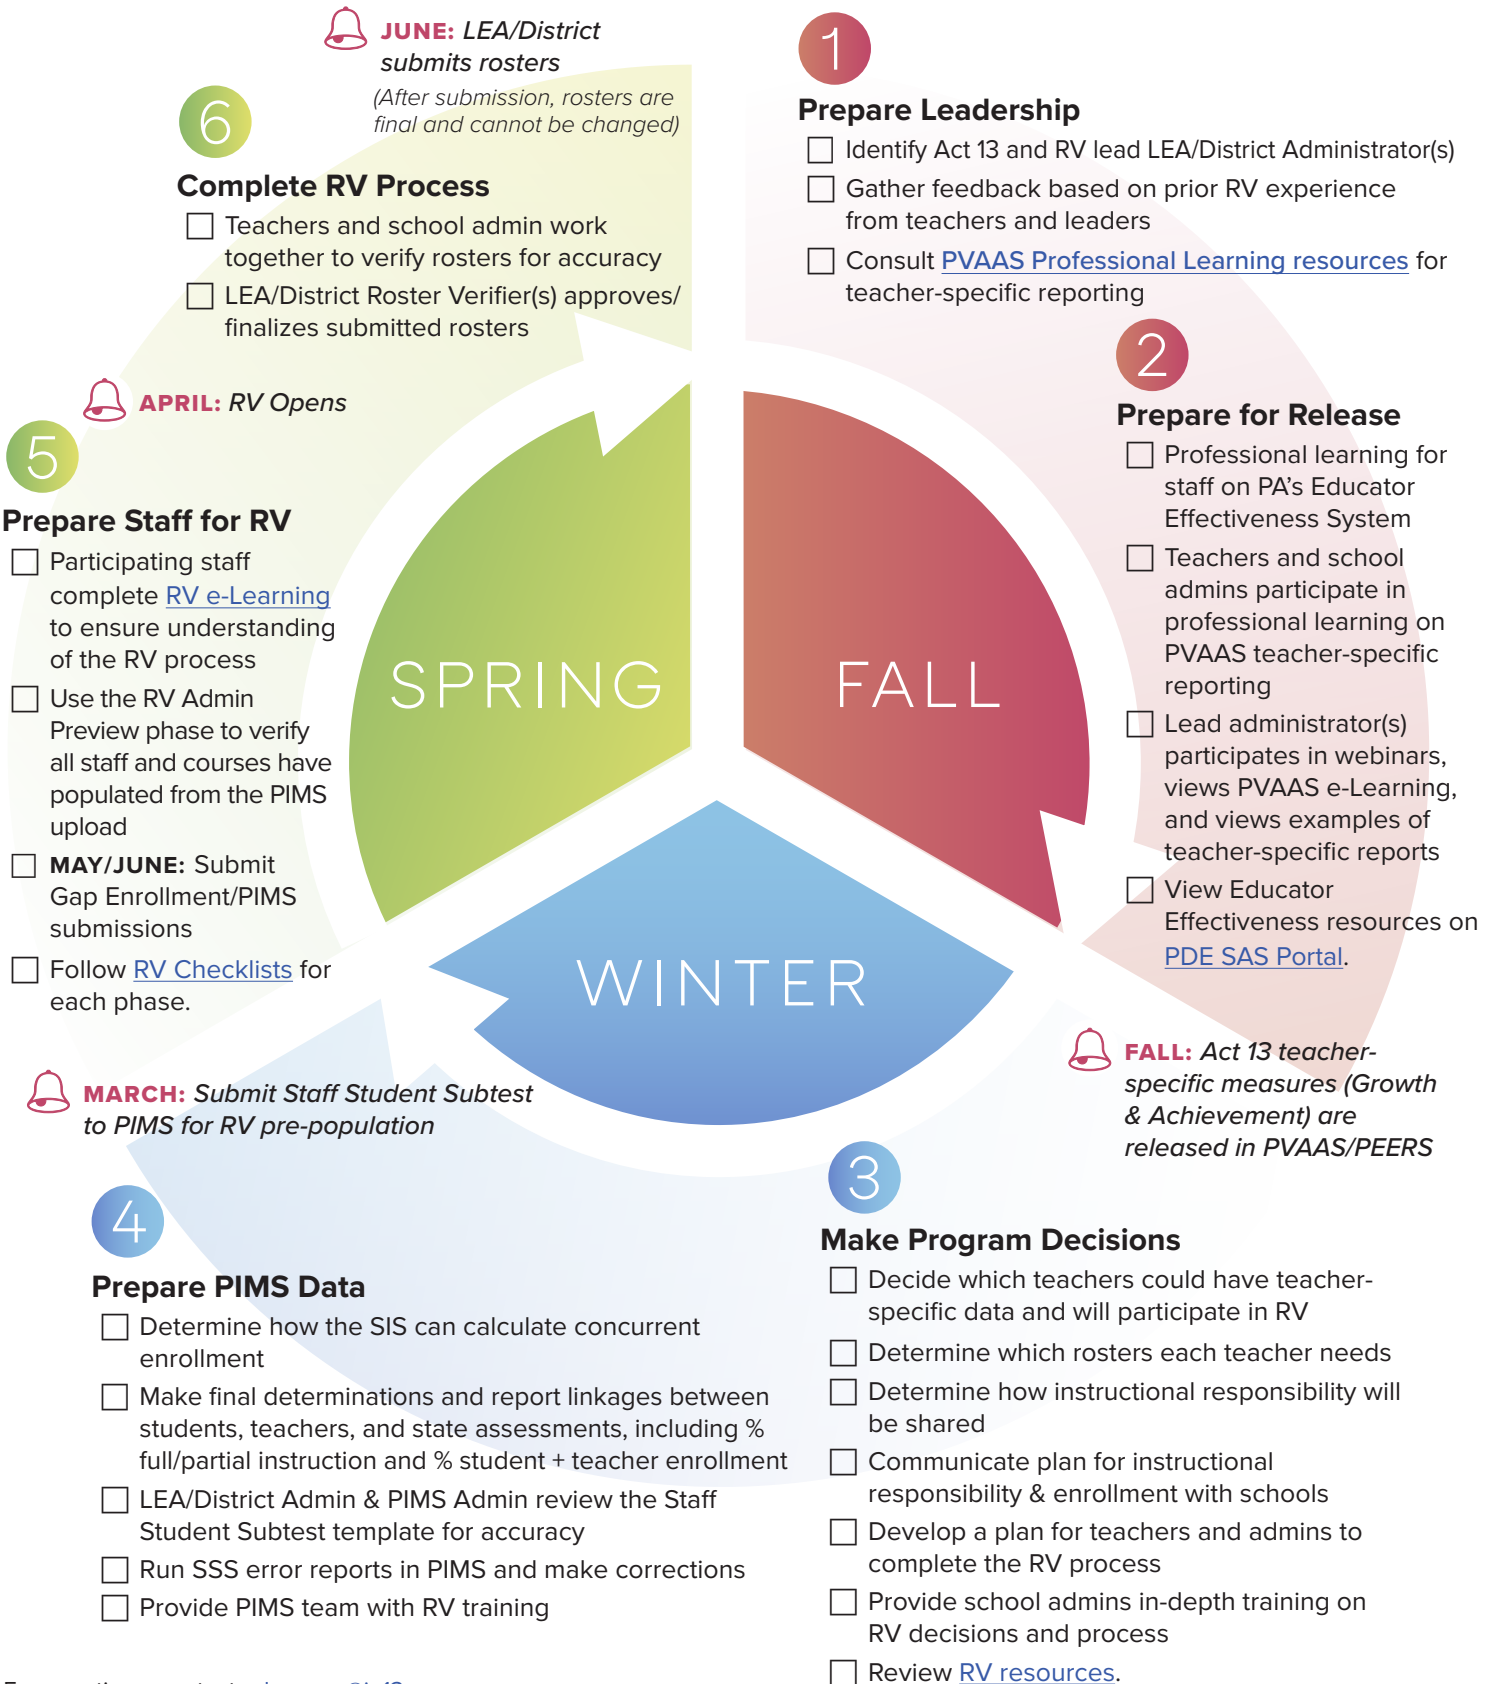 JUNE: LEA/District
submits rosters
(After submission, rosters are
final and cannot be changed)
1
Prepare Leadership
Identify Act 13 and RV lead LEA/District Administrator(s)
Gather feedback based on prior RV experience
from teachers and leaders
Consult PVAAS Professional Learning resources for
teacher-specific reporting
2
Prepare for Release
Professional learning for
staff on PA's Educator
Effectiveness System
Teachers and school
admins participate in
professional learning on
PVAAS teacher-specific
reporting
Lead administrator(s)
participates in webinars,
views PVAAS e-Learning,
and views examples of
teacher-specific reports
View Educator
Effectiveness resources on
PDE SAS Portal.
FALL: Act 13 teacher-
specific measures (Growth
& Achievement) are
released in PVAAS/PEERS
3
Make Program Decisions
Decide which teachers could have teacher-
specific data and will participate in RV
Determine which rosters each teacher needs
Determine how instructional responsibility will
be shared
Communicate plan for instructional
responsibility & enrollment with schools
Develop a plan for teachers and admins to
complete the RV process
Provide school admins in-depth training on
RV decisions and process
Review RV resources.
4
Prepare PIMS Data
Determine how the SIS can calculate concurrent
enrollment
Make final determinations and report linkages between
students, teachers, and state assessments, including %
full/partial instruction and % student + teacher enrollment
LEA/District Admin & PIMS Admin review the Staff
Student Subtest template for accuracy
Run SSS error reports in PIMS and make corrections
Provide PIMS team with RV training
MARCH: Submit Staff Student Subtest
to PIMS for RV pre-population
5
Prepare Staff for RV
Participating staff
complete RV e-Learning
to ensure understanding
of the RV process
Use the RV Admin
Preview phase to verify
all staff and courses have
populated from the PIMS
upload
MAY/JUNE: Submit
Gap Enrollment/PIMS
submissions
Follow RV Checklists for
each phase.
APRIL: RV Opens
6
Complete RV Process
Teachers and school admin work
together to verify rosters for accuracy
LEA/District Roster Verifier(s) approves/
finalizes submitted rosters
SPRING
FALL
WINTER